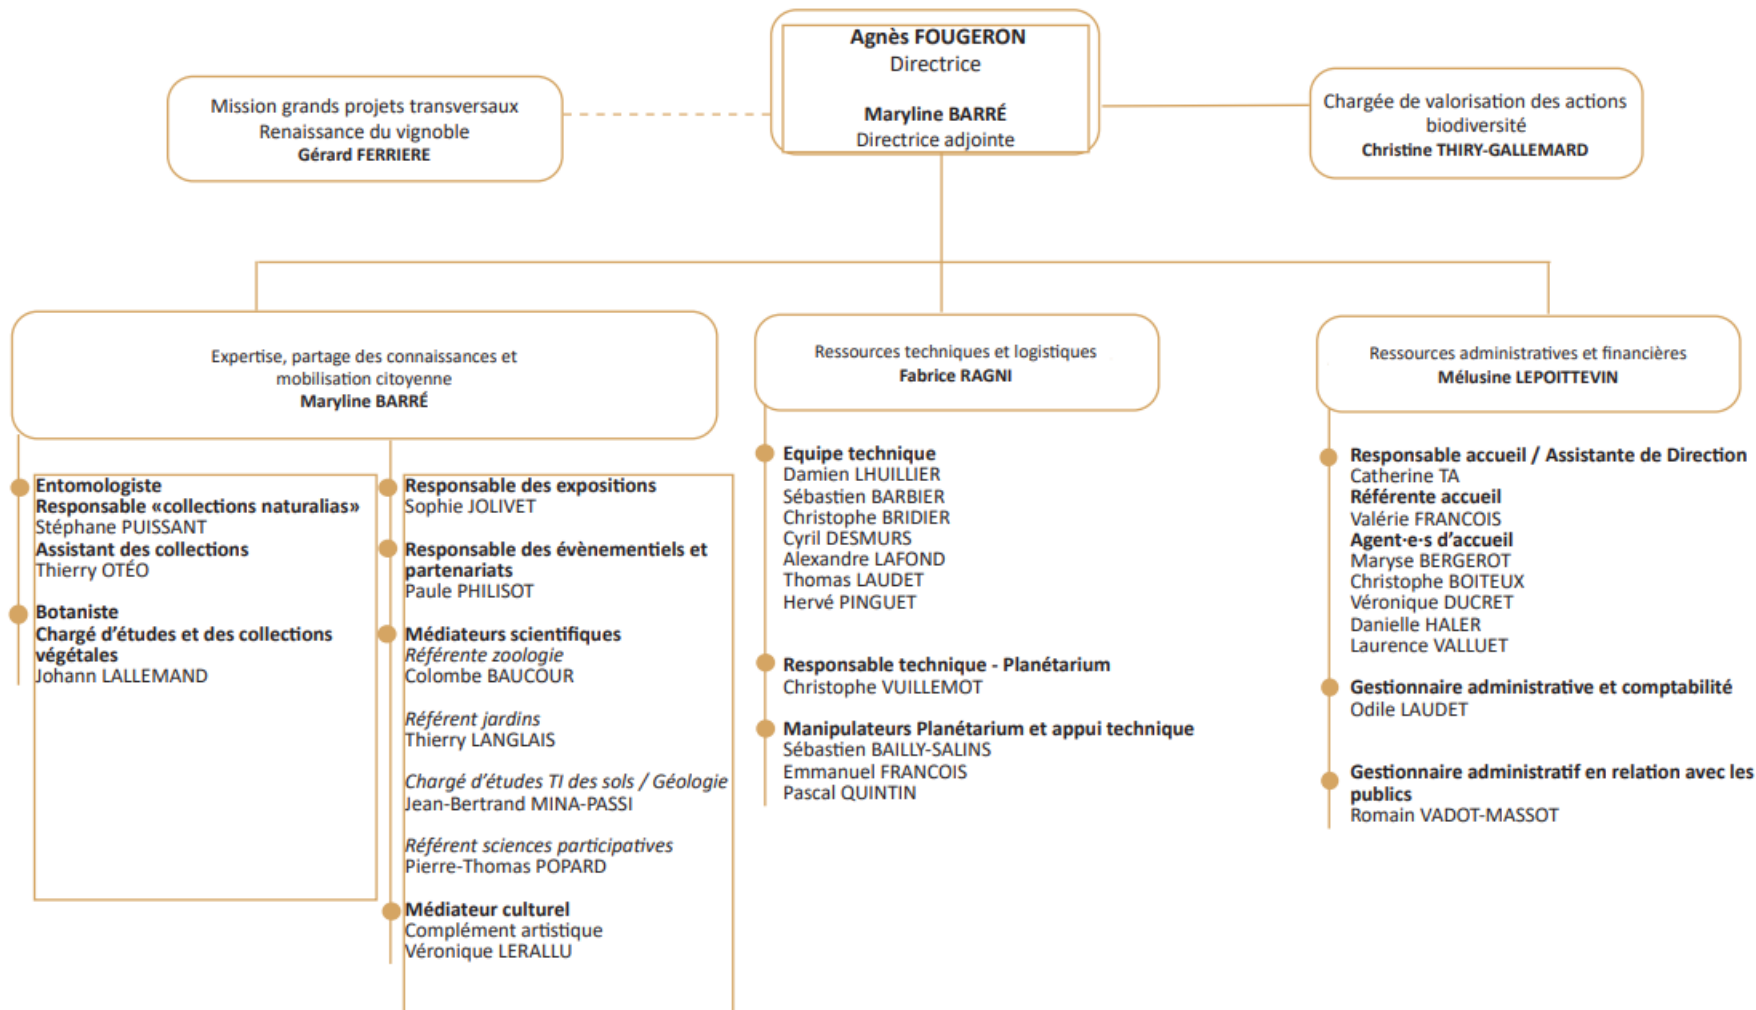 Agnès FOUGERON
Directrice
Maryline BARRÉ
Directrice adjointe
Mission grands projets transversaux
Renaissance du vignoble
Gérard FERRIERE
Chargée de valorisation des actions
biodiversité
Christine THIRY-GALLEMARD
Expertise, partage des connaissances et
mobilisation citoyenne
Maryline BARRÉ
Entomologiste
Responsable «collections naturalias»
Stéphane PUISSANT
Assistant des collections
Thierry OTÉO
Botaniste
Chargé d'études et des collections
végétales
Johann LALLEMAND
Responsable des expositions
Sophie JOLIVET
Responsable des évènementiels et
partenariats
Paule PHILISOT
Médiateurs scientifiques
Référente zoologie
Colombe BAUCOUR
Référent jardins
Thierry LANGLAIS
Chargé d'études TI des sols / Géologie
Jean-Bertrand MINA-PASSI
Référent sciences participatives
Pierre-Thomas POPARD
Médiateur culturel
Complément artistique
Véronique LERALLU
Ressources techniques et logistiques
Fabrice RAGNI
Equipe technique
Damien LHUILLIER
Sébastien BARBIER
Christophe BRIDIER
Cyril DESMURS
Alexandre LAFOND
Thomas LAUDET
Hervé PINGUET
Responsable technique - Planétarium
Christophe VUILLEMOT
Manipulateurs Planétarium et appui technique
Sébastien BAILLY-SALINS
Emmanuel FRANCOIS
Pascal QUINTIN
Ressources administratives et financières
Mélusine LEPOITTEVIN
Responsable accueil / Assistante de Direction
Catherine TA
Référente accueil
Valérie FRANCOIS
Agent·e·s d'accueil
Maryse BERGEROT
Christophe BOITEUX
Véronique DUCRET
Danielle HALER
Laurence VALLUET
Gestionnaire administrative et comptabilité
Odile LAUDET
Gestionnaire administratif en relation avec les
publics
Romain VADOT-MASSOT